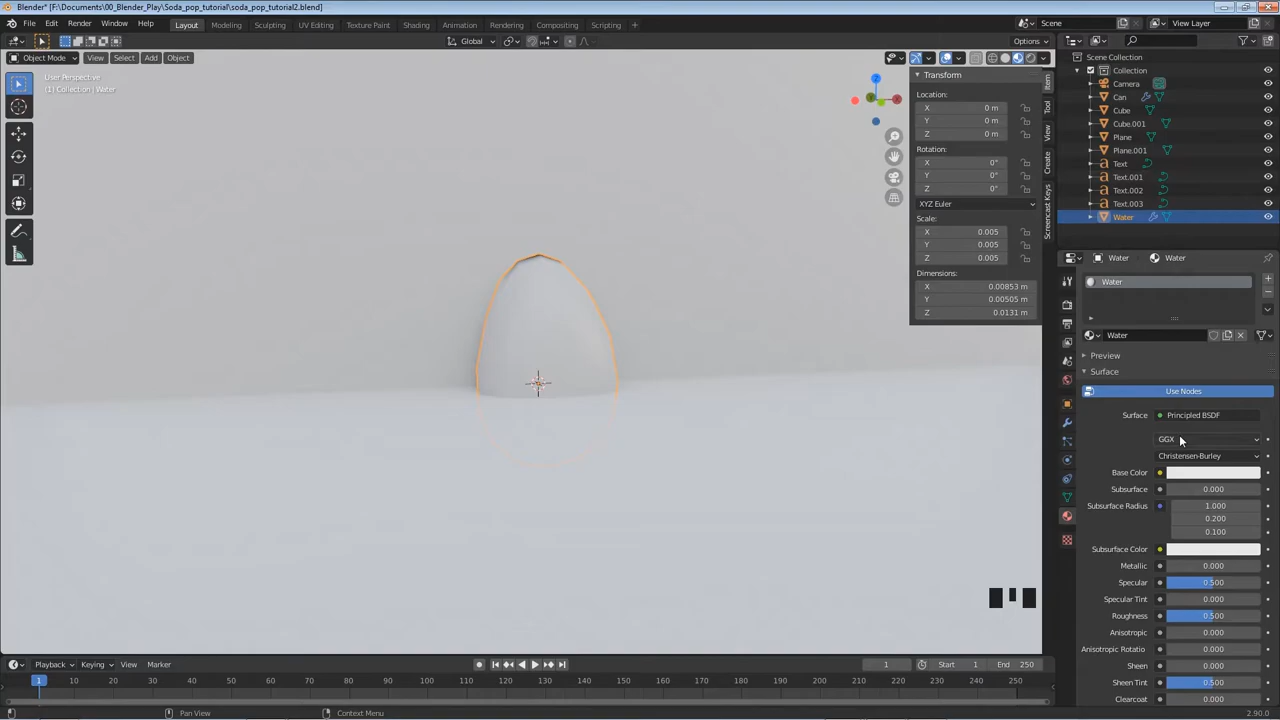 Blender* [F:\Documents\00_Blender_Play\Soda_pop_tutorial\soda_pop_tutorial2.blend]
File Edit Render Window Help Layout Modeling Sculpting UV Editing Texture Paint Shading Animation Rendering Compositing Scripting + Scene View Layer
Global Options
Object Mode View Select Add Object
User Perspective
(1) Collection | Water
Transform
Location:
X 0 m
Y 0 m
Z 0 m
Rotation:
X 0°
Y 0°
Z 0°
XYZ Euler
Scale:
X 0.005
Y 0.005
Z 0.005
Dimensions:
X 0.00853 m
Y 0.00505 m
Z 0.0131 m
Item
Tool
View
Create
Screencast Keys
Scene Collection
Collection
Camera
Can
Cube
Cube.001
Plane
Plane.001
Text
Text.001
Text.002
Text.003
Water
Water Water
Water
Water
Preview
Surface
Use Nodes
Surface Principled BSDF
GGX
Christensen-Burley
Base Color
Subsurface 0.000
Subsurface Radius 1.000
0.200
0.100
Subsurface Color
Metallic 0.000
Specular 0.500
Specular Tint 0.000
Roughness 0.500
Anisotropic 0.000
Anisotropic Rotatio 0.000
Sheen 0.000
Sheen Tint 0.500
Clearcoat 0.000
Playback Keying View Marker 1 Start 1 End 250
1 10 20 30 40 50 60 70 80 90 100 110 120 130 140 150 160 170 180 190 200 210 220 230 240 250
Pan View Context Menu 2.90.0